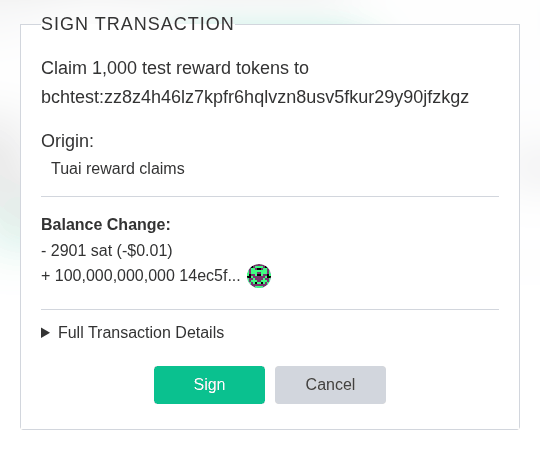 SIGN TRANSACTION
Claim 1,000 test reward tokens to
bchtest:zz8z4h46lz7kpfr6hqlvzn8usv5fkur29y90jfzkgz
Origin:
Tuai reward claims
Balance Change:
- 2901 sat (-$0.01)
+ 100,000,000,000 14ec5f...
Full Transaction Details
Sign
Cancel